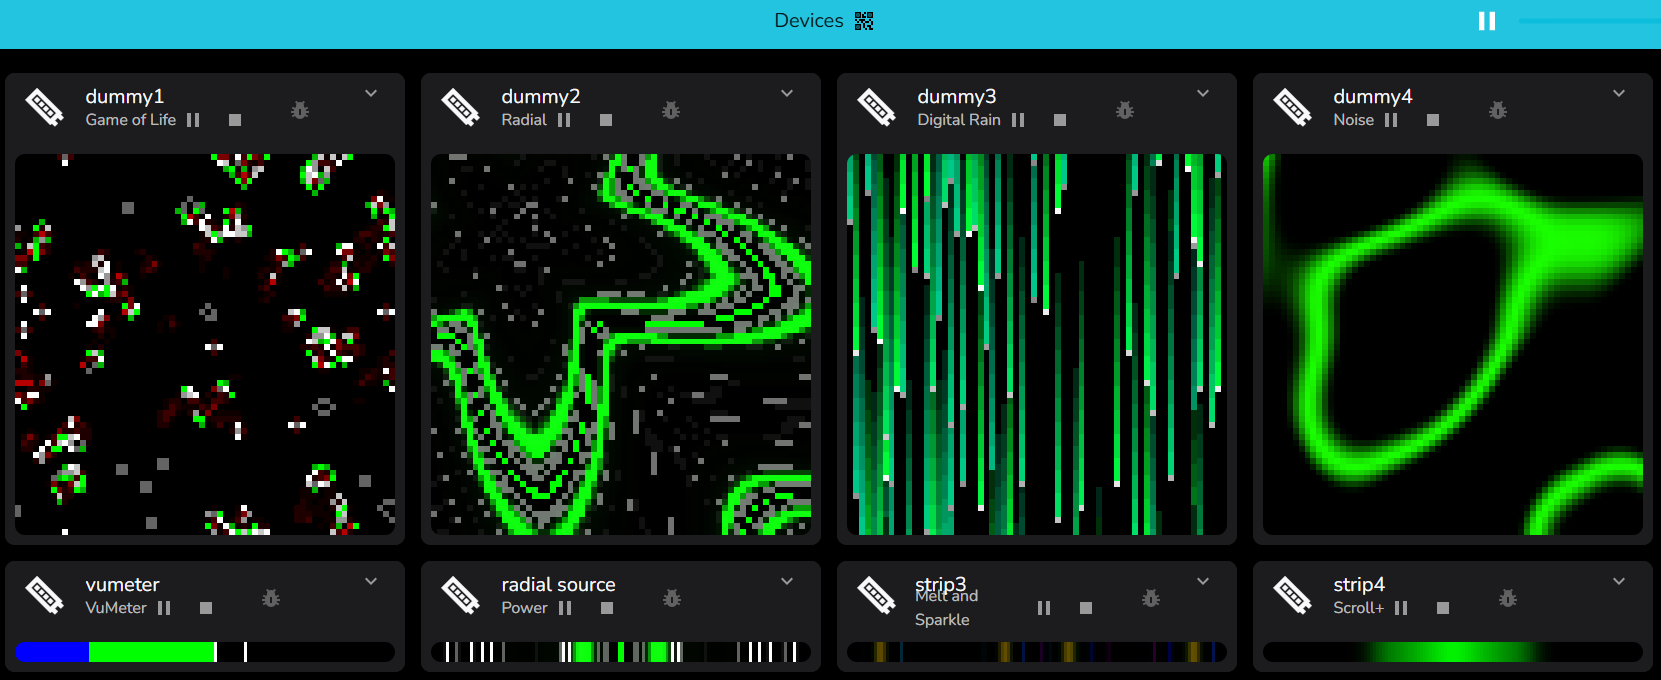 Devices
dummy1
Game of Life
dummy2
Radial
dummy3
Digital Rain
dummy4
Noise
vumeter
VuMeter
radial source
Power
strip3
Melt and
Sparkle
strip4
Scroll+